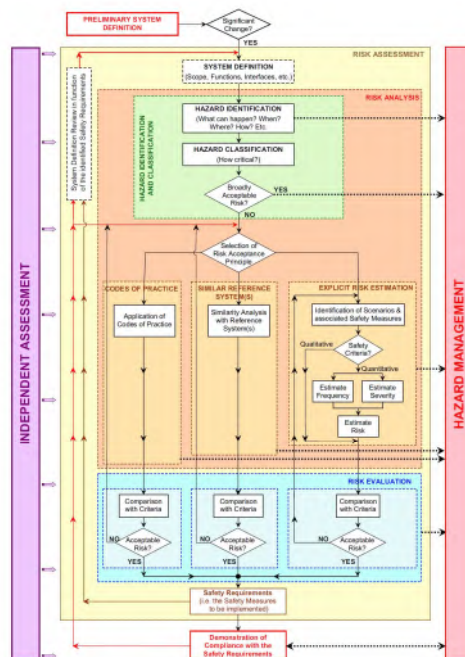 PRELIMINARY SYSTEM
DEFINITION
Significant
Change?
YES
RISK ASSESSMENT
SYSTEM DEFINITION
(Scope, Functions, Interfaces, etc.)
RISK ANALYSIS
System Definition Review in function
of the identified Safety Requirements
HAZARD IDENTIFICATION
AND CLASSIFICATION
HAZARD IDENTIFICATION
(What can happen? When?
Where? How? Etc.
HAZARD CLASSIFICATION
(How critical?)
Broadly
Acceptable
Risk?
YES
NO
Selection of
Risk Acceptance
Principle
CODES OF PRACTICE
SIMILAR REFERENCE
SYSTEM(S)
EXPLICIT RISK ESTIMATION
Application of
Codes of Practice
Similarity Analysis
with Reference
System(s)
Identification of Scenarios &
associated Safety Measures
Qualitative
Safety
Criteria?
Quantitative
Estimate
Frequency
Estimate
Severity
Estimate
Risk
INDEPENDENT ASSESSMENT
HAZARD MANAGEMENT
RISK EVALUATION
Comparison
with Criteria
Comparison
with Criteria
Comparison
with Criteria
NO
Acceptable
Risk?
NO
Acceptable
Risk?
NO
Acceptable
Risk?
YES
YES
YES
Safety Requirements
(i.e. the Safety Measures
to be implemented)
Demonstration of
Compliance with the
Safety Requirements